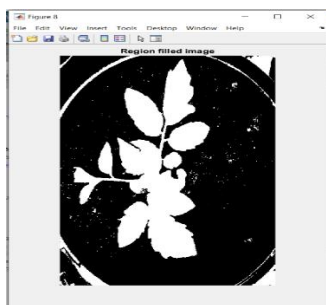 Figure 8
File Edit View Insert Tools Desktop Window Help
Region filled image